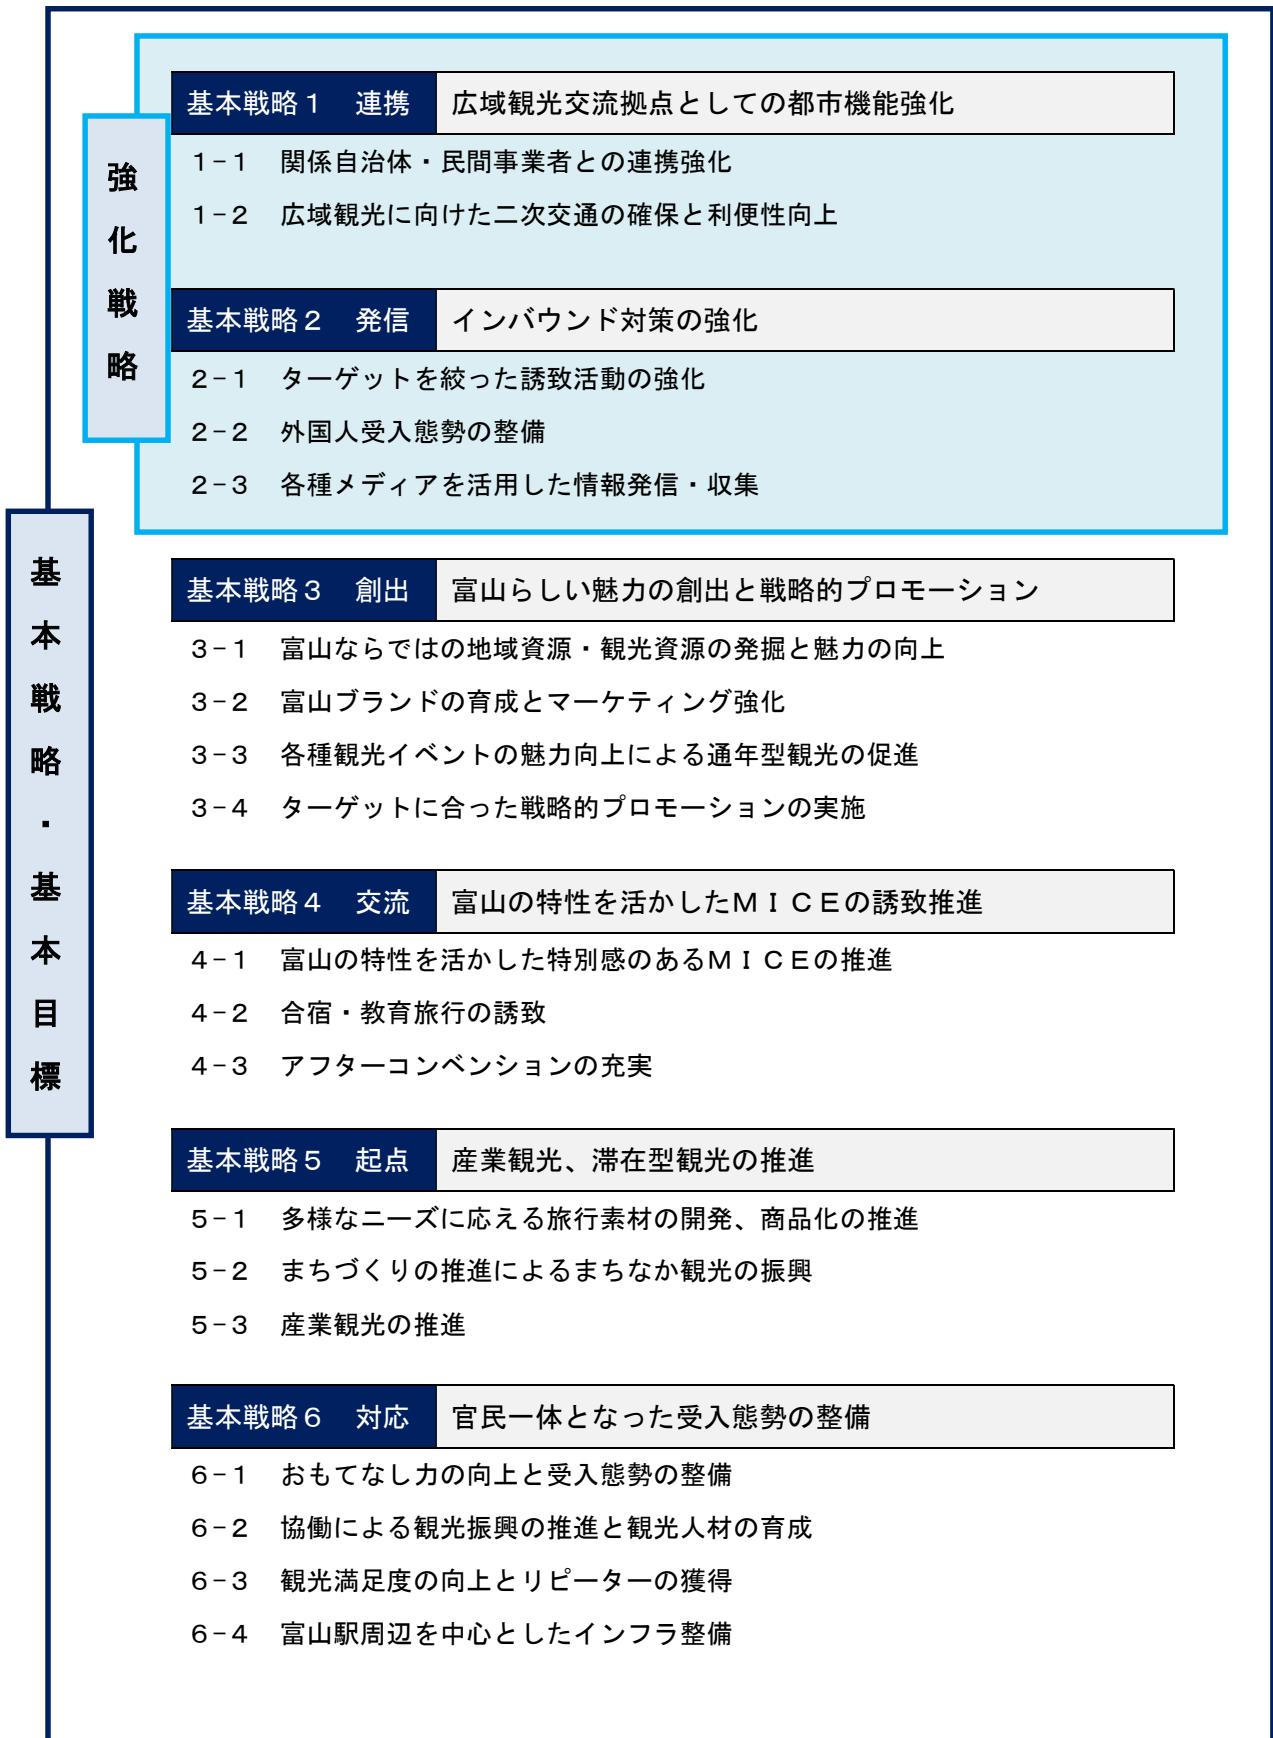 基本戦略・基本目標
強化戦略
基本戦略１　連携　広域観光交流拠点としての都市機能強化
１－１　関係自治体・民間事業者との連携強化
１－２　広域観光に向けた二次交通の確保と利便性向上
基本戦略２　発信　インバウンド対策の強化
２－１　ターゲットを絞った誘致活動の強化
２－２　外国人受入態勢の整備
２－３　各種メディアを活用した情報発信・収集
基本戦略３　創出　富山らしい魅力の創出と戦略的プロモーション
３－１　富山ならではの地域資源・観光資源の発掘と魅力の向上
３－２　富山ブランドの育成とマーケティング強化
３－３　各種観光イベントの魅力向上による通年型観光の促進
３－４　ターゲットに合った戦略的プロモーションの実施
基本戦略４　交流　富山の特性を活かしたＭＩＣＥの誘致推進
４－１　富山の特性を活かした特別感のあるＭＩＣＥの推進
４－２　合宿・教育旅行の誘致
４－３　アフターコンベンションの充実
基本戦略５　起点　産業観光、滞在型観光の推進
５－１　多様なニーズに応える旅行素材の開発、商品化の推進
５－２　まちづくりの推進によるまちなか観光の振興
５－３　産業観光の推進
基本戦略６　対応　官民一体となった受入態勢の整備
６－１　おもてなし力の向上と受入態勢の整備
６－２　協働による観光振興の推進と観光人材の育成
６－３　観光満足度の向上とリピーターの獲得
６－４　富山駅周辺を中心としたインフラ整備